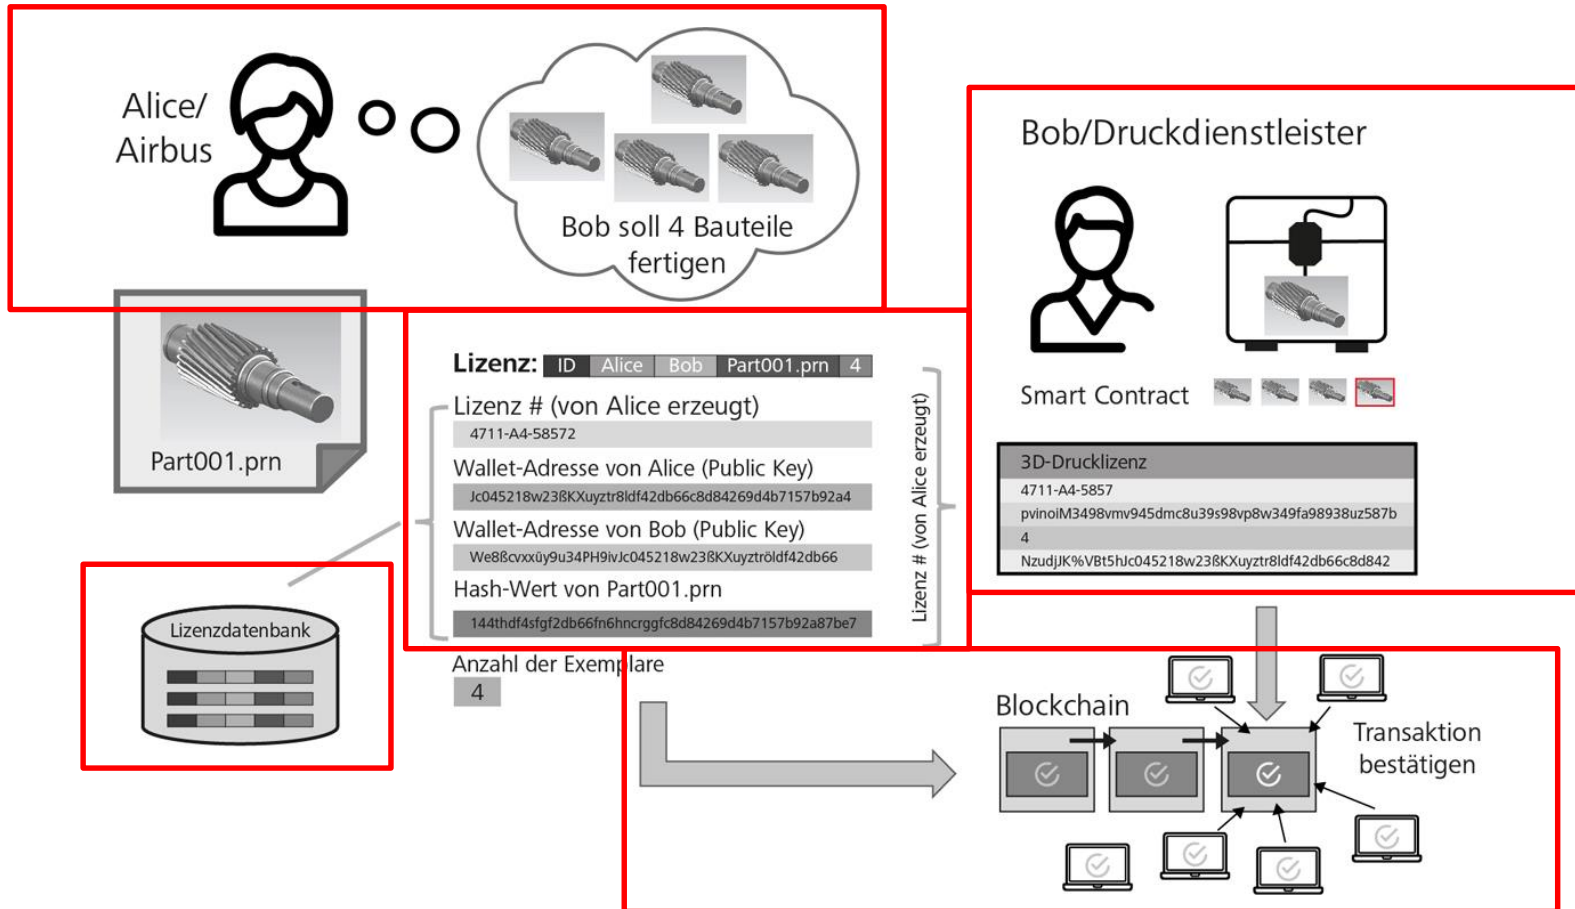 Alice/
Airbus
Bob soll 4 Bauteile
fertigen
Part001.prn
Lizenzdatenbank
Lizenz: ID Alice Bob Part001.prn 4
Lizenz # (von Alice erzeugt)
4711-A4-58572
Wallet-Adresse von Alice (Public Key)
Jc045218w23ßKXuyztr8ldf42db66c8d84269d4b7157b92a4
Wallet-Adresse von Bob (Public Key)
We8ßcvxxüy9u34PH9ivJc045218w23ßKXuyztröldf42db66
Hash-Wert von Part001.prn
144thdf4sfgf2db66fn6hncrggfc8d84269d4b7157b92a87be7
Anzahl der Exemplare
4
Lizenz # (von Alice erzeugt)
Bob/Druckdienstleister
Smart Contract
3D-Drucklizenz
4711-A4-5857
pvinoiM3498vmv945dmc8u39s98vp8w349fa98938uz587b
4
NzudjJK%VBt5hJc045218w23ßKXuyztr8ldf42db66c8d842
Blockchain
Transaktion
bestätigen